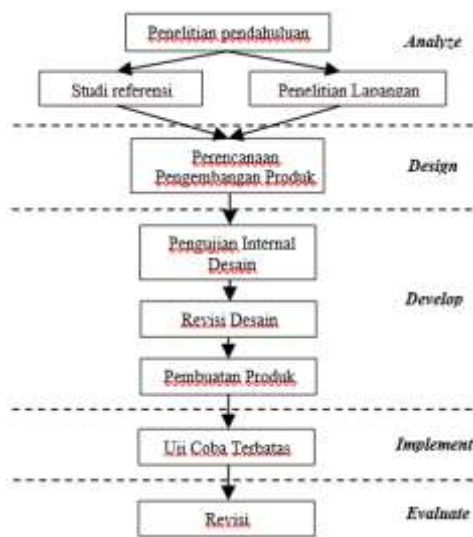 Penelitian pendahuluan
Analyze
Studi referensi
Penelitian Lapangan
Perencanaan
Pengembangan Produk
Design
Pengujian Internal
Desain
Develop
Revisi Desain
Pembuatan Produk
Uji Coba Terbatas
Implement
Revisi
Evaluate